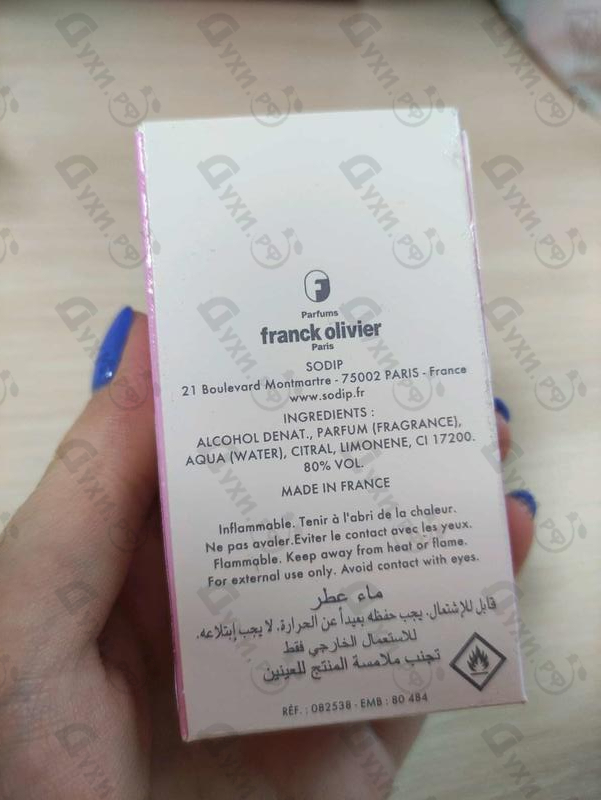 F
Parfums
franck olivier
Paris
SODIP
21 Boulevard Montmartre - 75002 PARIS - France
www.sodip.fr
INGREDIENTS :
ALCOHOL DENAT., PARFUM (FRAGRANCE),
AQUA (WATER), CITRAL, LIMONENE, CI 17200.
80% VOL.
MADE IN FRANCE
Inflammable. Tenir à l'abri de la chaleur.
Ne pas avaler.Eviter le contact avec les yeux.
Flammable. Keep away from heat or flame.
For external use only. Avoid contact with eyes.
ماء عطر
قابل للإشتعال. يجب حفظه بعيداً عن الحرارة. لا يجب إبتلاعه.
للاستعمال الخارجي فقط
تجنب ملامسة المنتج للعينين
RÉF. : 082538 - EMB : 80 484
Духи.рф